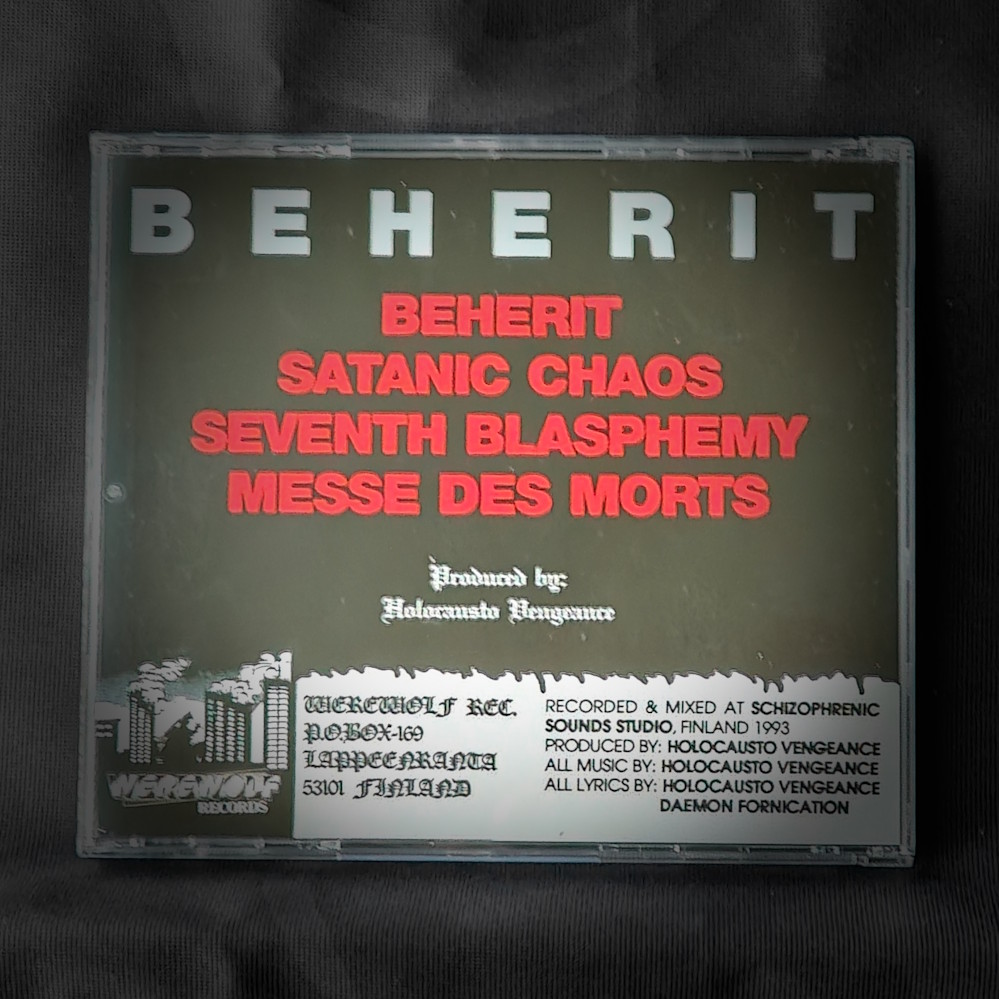 BEHERIT
BEHERIT
SATANIC CHAOS
SEVENTH BLASPHEMY
MESSE DES MORTS
Produced by:
Holocausto Vengeance
WEREWOLF
RECORDS
WEREWOLF REC.
P.O.BOX-169
LAPPEENRANTA
53101 FINLAND
RECORDED & MIXED AT SCHIZOPHRENIC
SOUNDS STUDIO, FINLAND 1993
PRODUCED BY: HOLOCAUSTO VENGEANCE
ALL MUSIC BY: HOLOCAUSTO VENGEANCE
ALL LYRICS BY: HOLOCAUSTO VENGEANCE
DAEMON FORNICATION